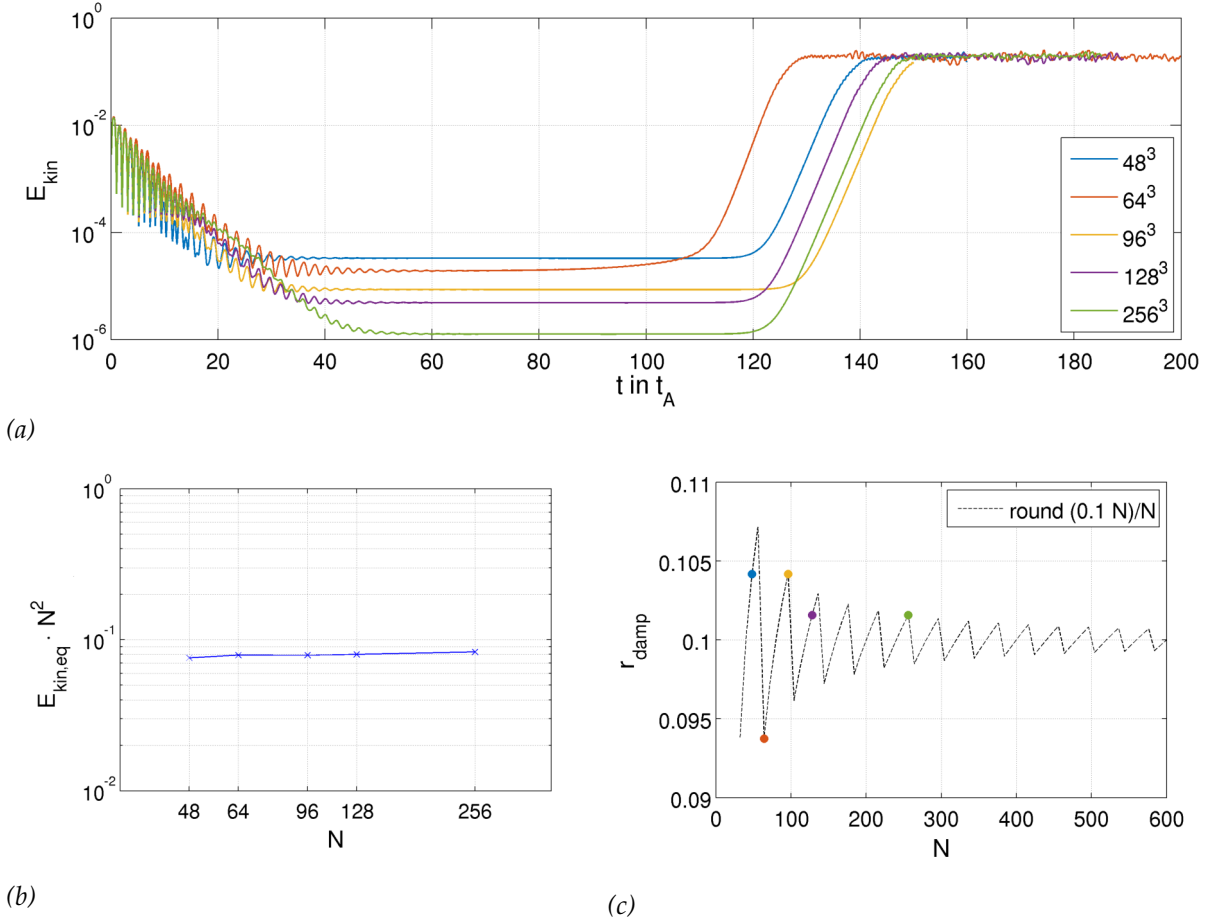 10^0
10^-2
10^-4
10^-6
E_kin
0 20 40 60 80 100 120 140 160 180 200
t in t_A
48^3
64^3
96^3
128^3
256^3
(a)
10^0
10^-1
10^-2
E_kin,eq · N^2
48 64 96 128 256
N
(b)
0.11
0.105
0.1
0.095
0.09
r_damp
round (0.1 N)/N
0 100 200 300 400 500 600
N
(c)